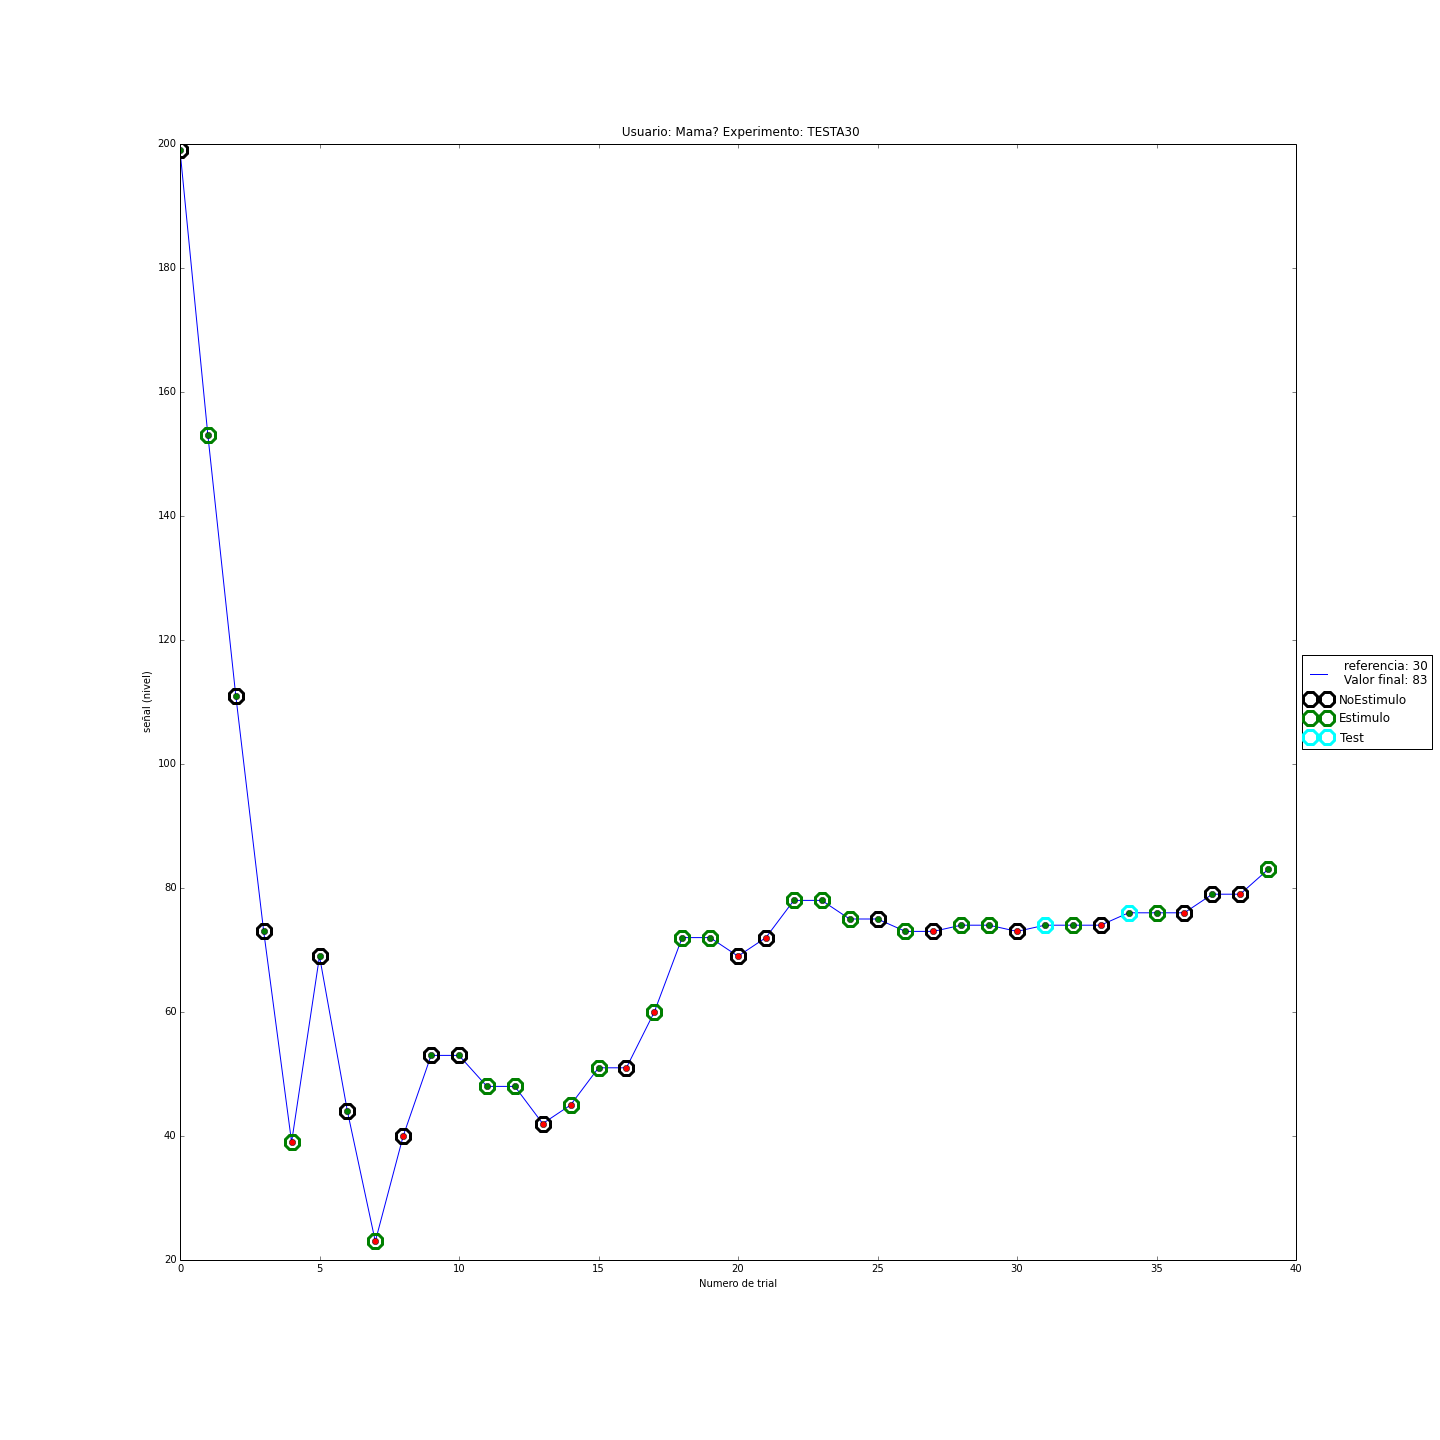 Usuario: Mama? Experimento: TESTA30
200
180
160
140
120
100
80
60
40
20
señal (nivel)
0 5 10 15 20 25 30 35 40
Numero de trial
referencia: 30
Valor final: 83
NoEstimulo
Estimulo
Test